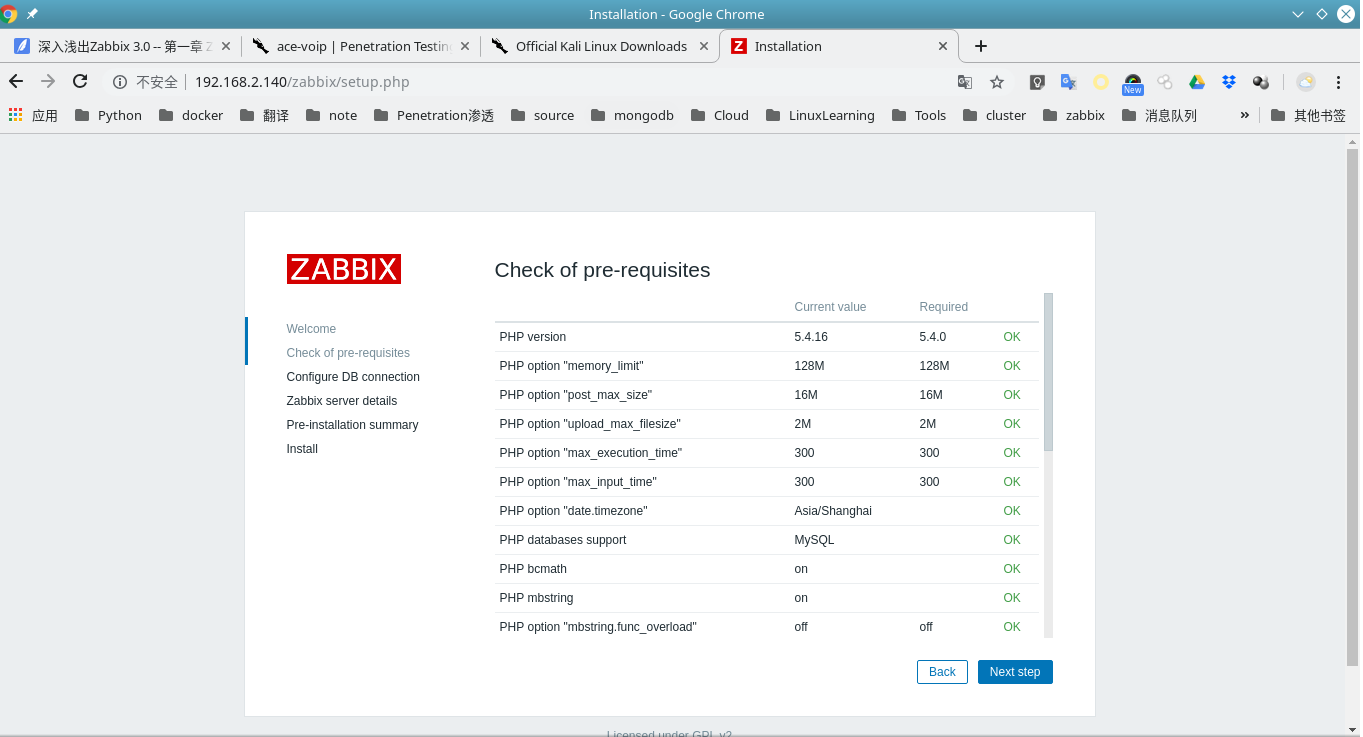 Installation - Google Chrome
深入浅出Zabbix 3.0 -- 第一章 Z
ace-voip | Penetration Testing
Official Kali Linux Downloads
Installation
不安全 192.168.2.140/zabbix/setup.php
New
应用 Python docker 翻译 note Penetration渗透 source mongodb Cloud LinuxLearning Tools cluster zabbix 消息队列 » 其他书签
ZABBIX
Welcome
Check of pre-requisites
Configure DB connection
Zabbix server details
Pre-installation summary
Install
Check of pre-requisites
Current value Required
PHP version 5.4.16 5.4.0 OK
PHP option "memory_limit" 128M 128M OK
PHP option "post_max_size" 16M 16M OK
PHP option "upload_max_filesize" 2M 2M OK
PHP option "max_execution_time" 300 300 OK
PHP option "max_input_time" 300 300 OK
PHP option "date.timezone" Asia/Shanghai OK
PHP databases support MySQL OK
PHP bcmath on OK
PHP mbstring on OK
PHP option "mbstring.func_overload" off off OK
Back Next step
Licensed under GPL v2